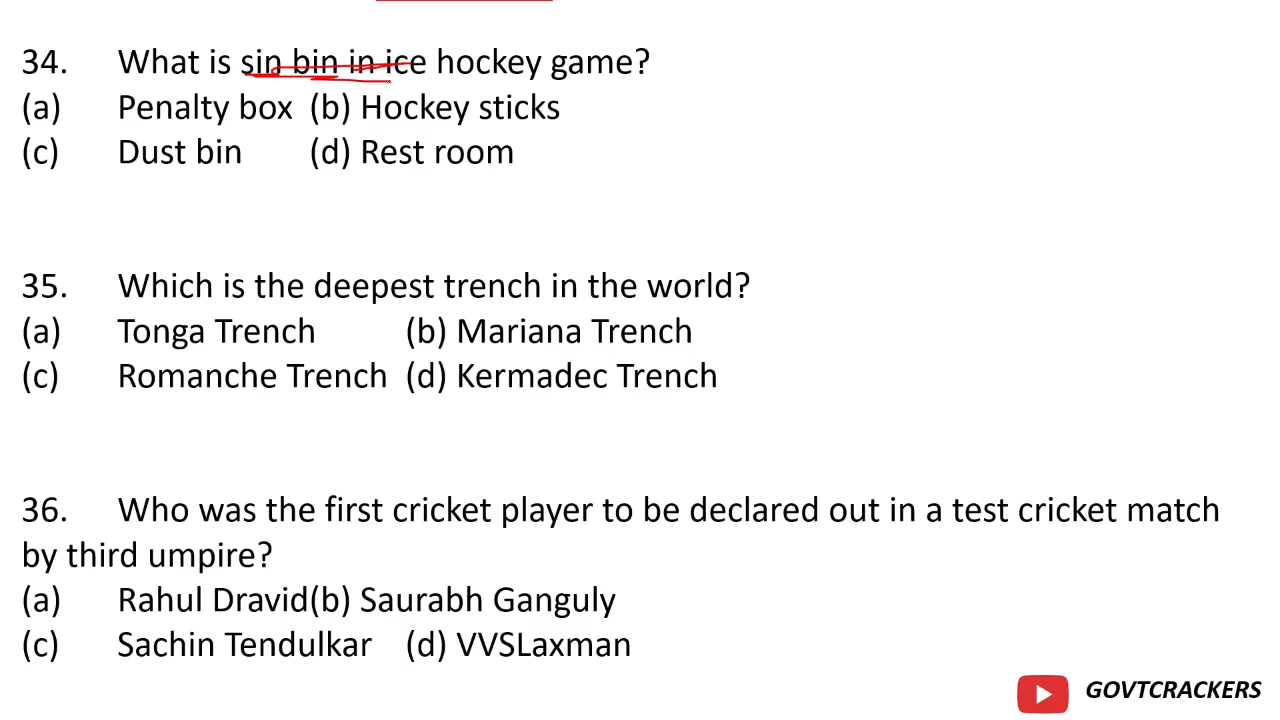 34. What is sin bin in ice hockey game?
(a) Penalty box (b) Hockey sticks
(c) Dust bin (d) Rest room
35. Which is the deepest trench in the world?
(a) Tonga Trench (b) Mariana Trench
(c) Romanche Trench (d) Kermadec Trench
36. Who was the first cricket player to be declared out in a test cricket match
by third umpire?
(a) Rahul Dravid(b) Saurabh Ganguly
(c) Sachin Tendulkar (d) VVSLaxman
GOVTCRACKERS